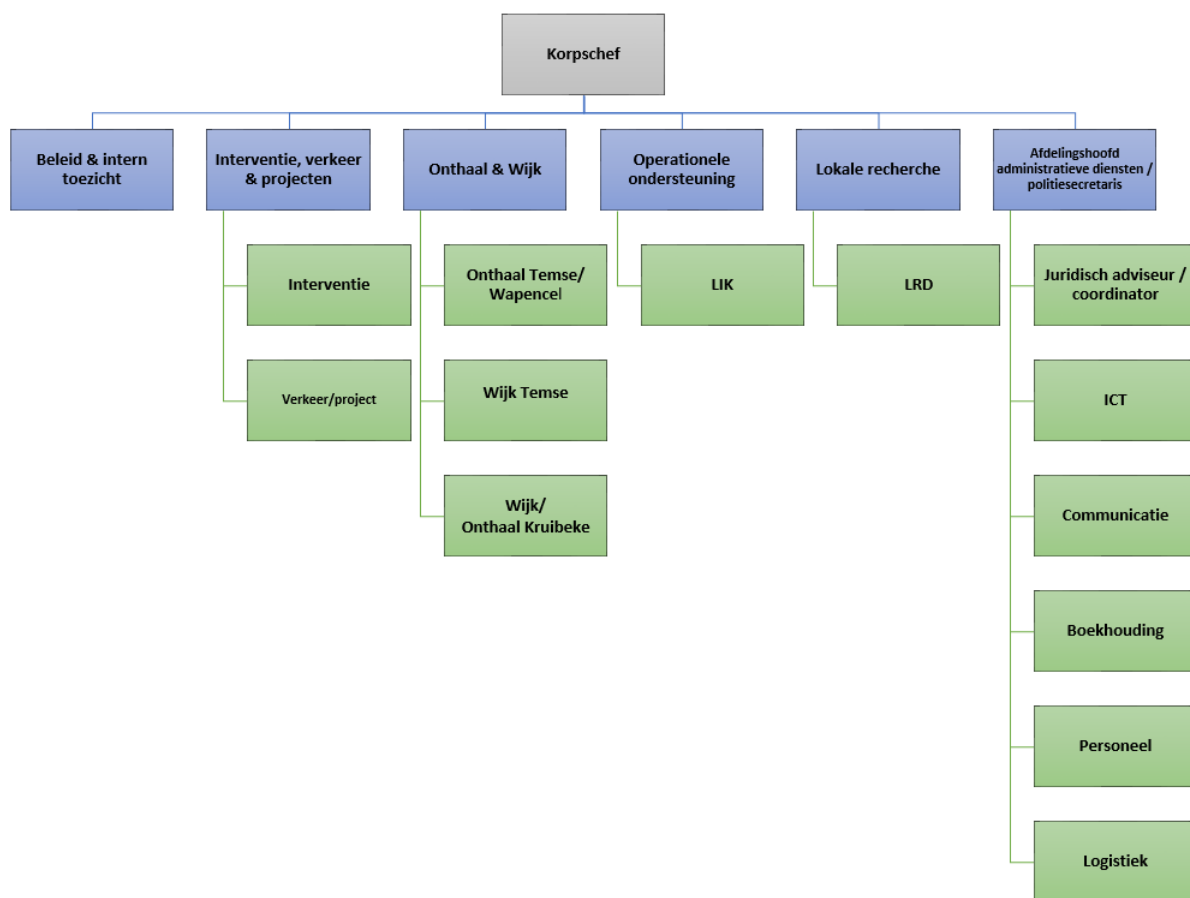 Korpschef
Beleid & intern
toezicht
Interventie, verkeer
& projecten
Onthaal & Wijk
Operationele
ondersteuning
Lokale recherche
Afdelingshoofd
administratieve diensten /
politiesecretaris
Interventie
Verkeer/project
Onthaal Temse/
Wapencel
Wijk Temse
Wijk/
Onthaal Kruibeke
LIK
LRD
Juridisch adviseur /
coordinator
ICT
Communicatie
Boekhouding
Personeel
Logistiek